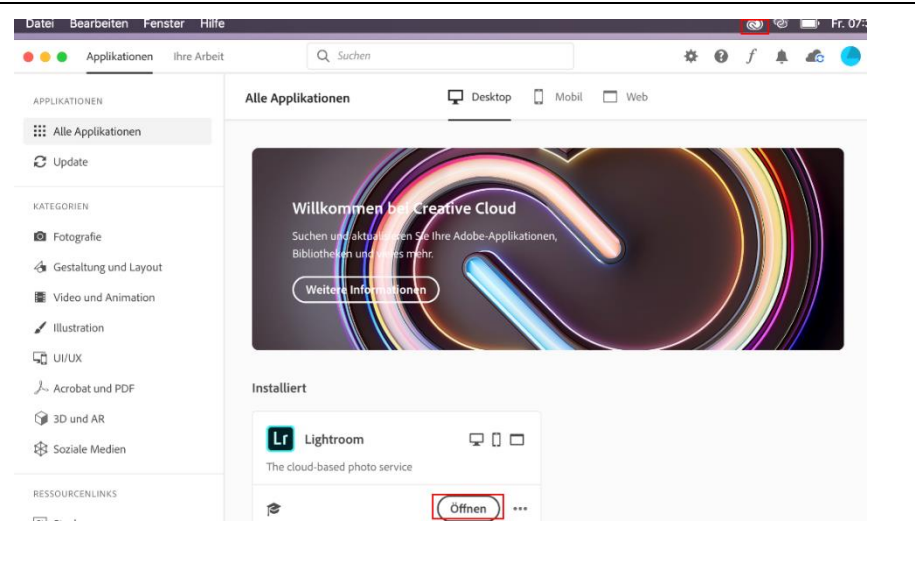 Datei Bearbeiten Fenster Hilfe
Fr. 07:
Applikationen Ihre Arbeit
Suchen
APPLIKATIONEN
Alle Applikationen
Update
KATEGORIEN
Fotografie
Gestaltung und Layout
Video und Animation
Illustration
UI/UX
Acrobat und PDF
3D und AR
Soziale Medien
RESSOURCENLINKS
Alle Applikationen
Desktop Mobil Web
Willkommen bei Creative Cloud
Suchen und aktualisieren Sie Ihre Adobe-Applikationen,
Bibliotheken und vieles mehr.
Weitere Informationen
Installiert
Lr Lightroom
The cloud-based photo service
Öffnen